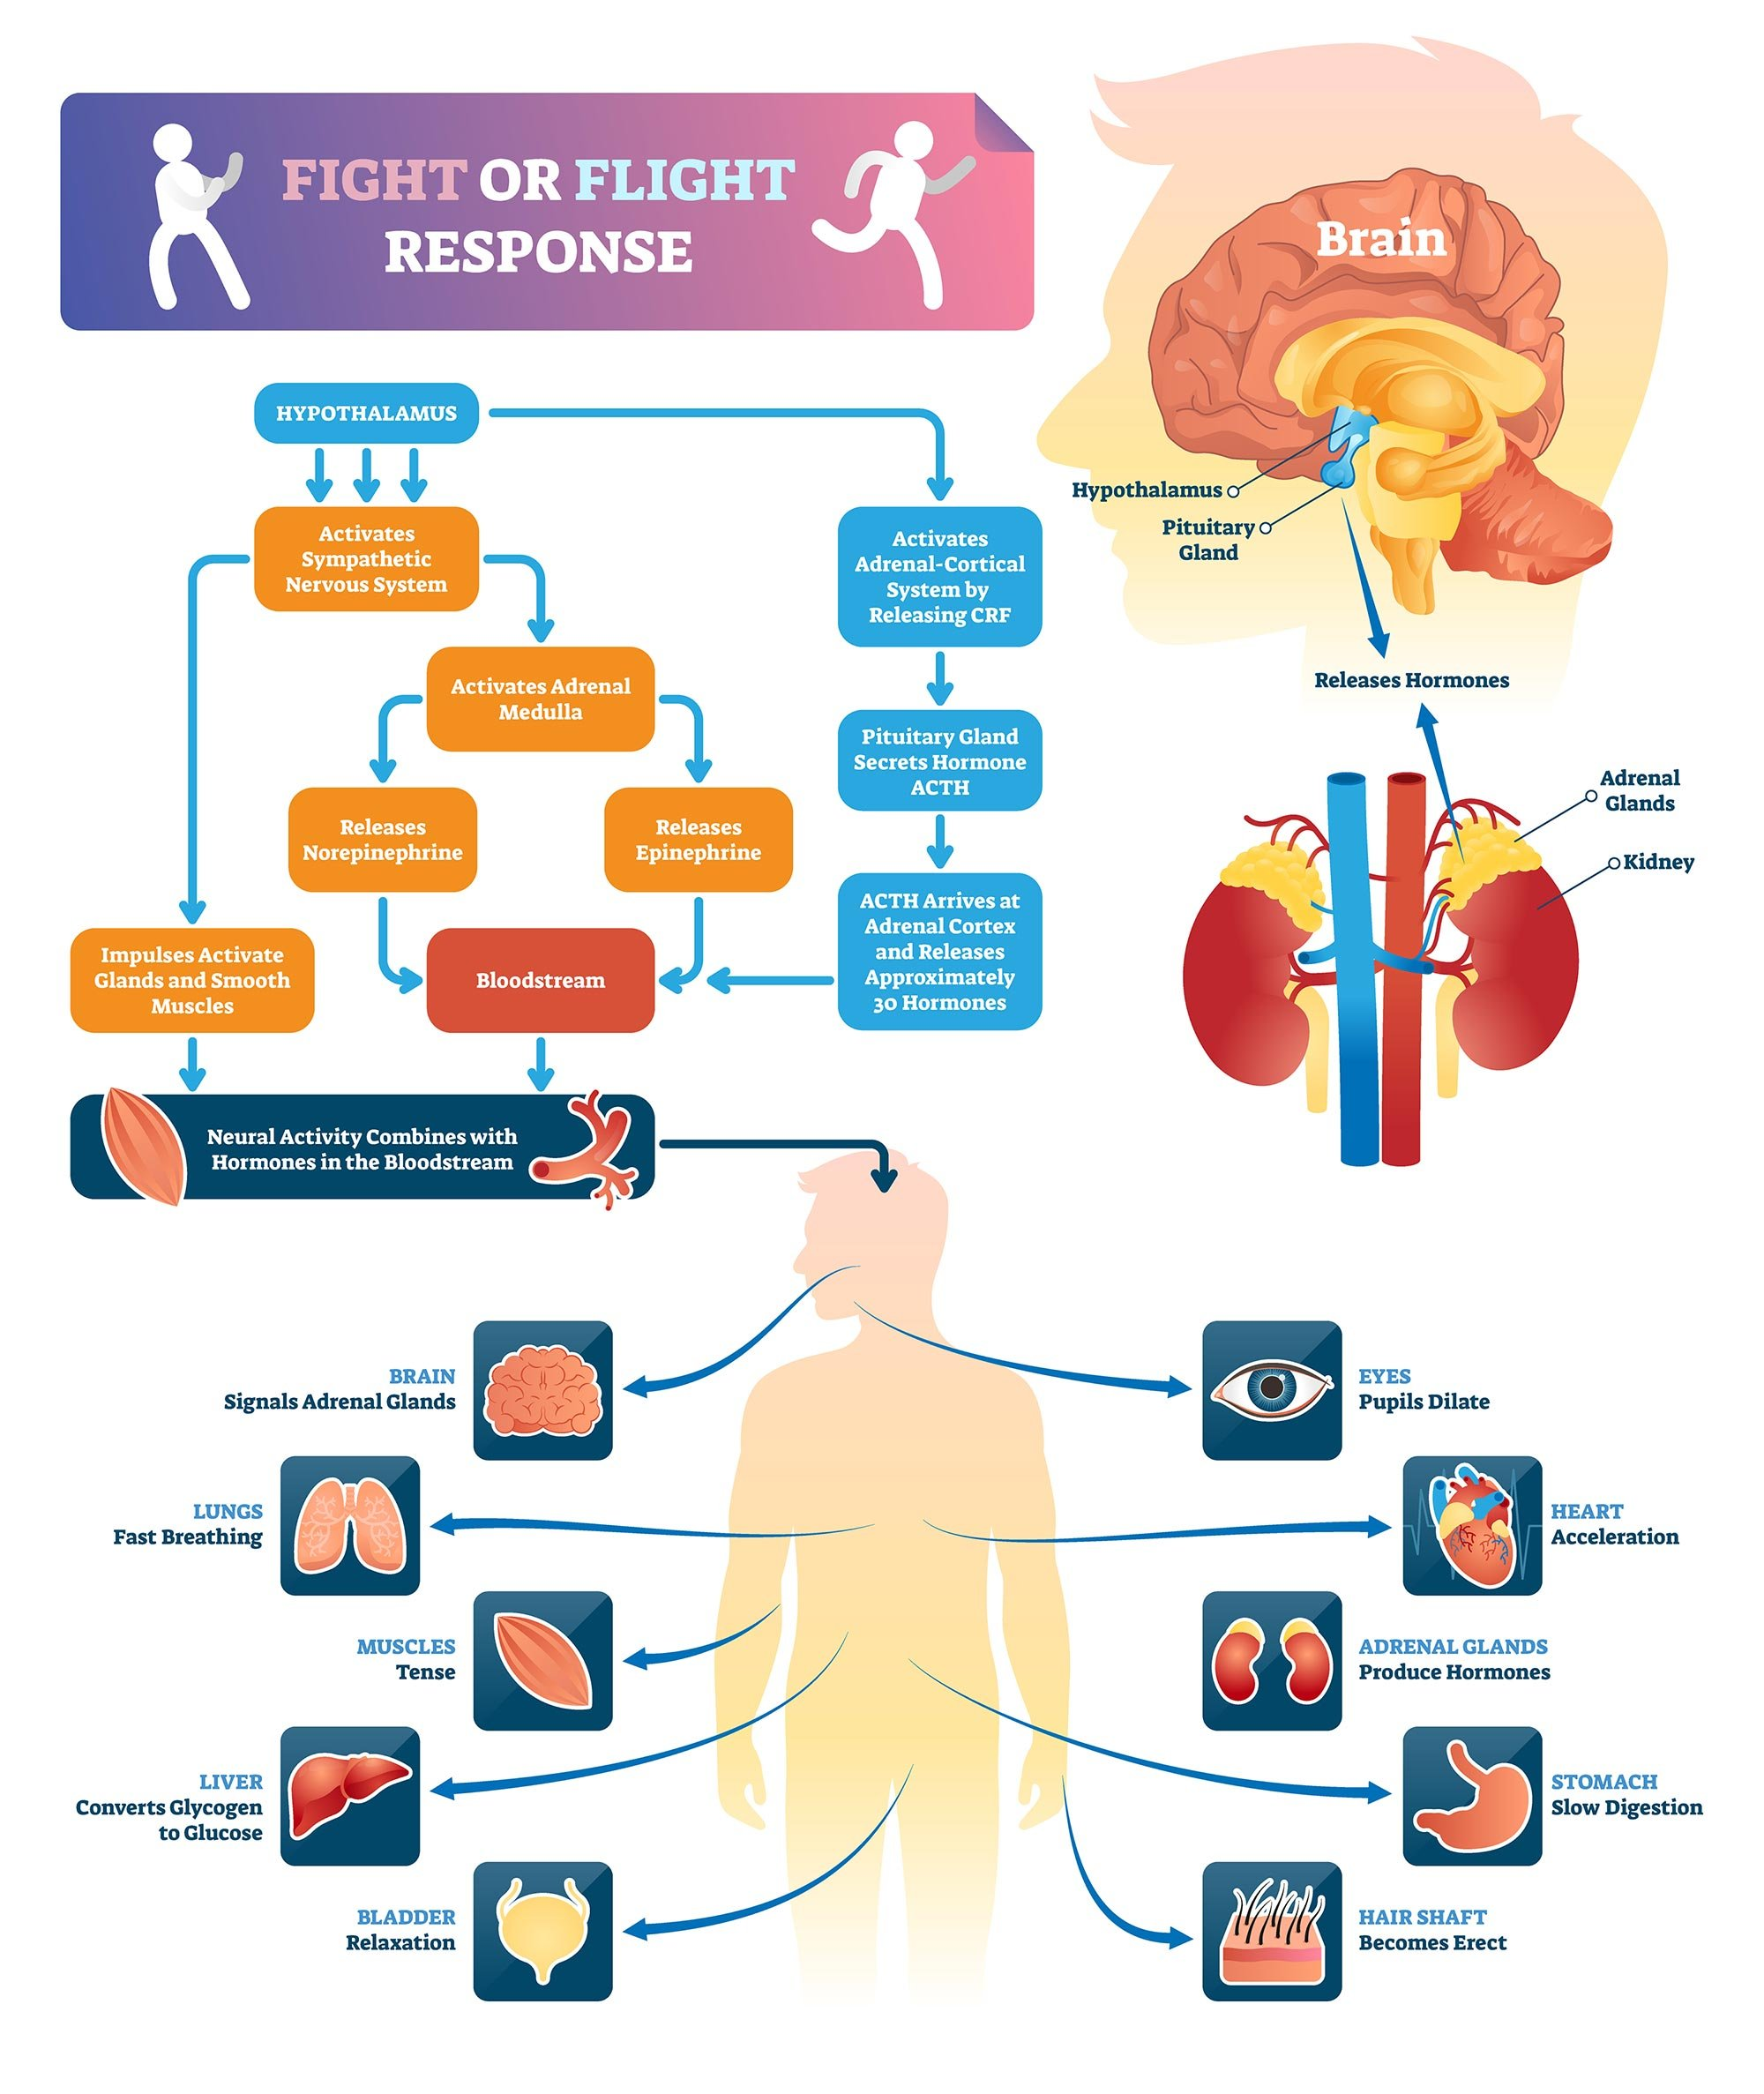 FIGHT OR FLIGHT
RESPONSE
HYPOTHALAMUS
Activates
Sympathetic
Nervous System
Activates Adrenal
Medulla
Releases
Norepinephrine
Releases
Epinephrine
Impulses Activate
Glands and Smooth
Muscles
Bloodstream
Activates
Adrenal-Cortical
System by
Releasing CRF
Pituitary Gland
Secrets Hormone
ACTH
ACTH Arrives at
Adrenal Cortex
and Releases
Approximately
30 Hormones
Neural Activity Combines with
Hormones in the Bloodstream
Brain
Hypothalamus
Pituitary
Gland
Releases Hormones
Adrenal
Glands
Kidney
BRAIN
Signals Adrenal Glands
LUNGS
Fast Breathing
MUSCLES
Tense
LIVER
Converts Glycogen
to Glucose
BLADDER
Relaxation
EYES
Pupils Dilate
HEART
Acceleration
ADRENAL GLANDS
Produce Hormones
STOMACH
Slow Digestion
HAIR SHAFT
Becomes Erect